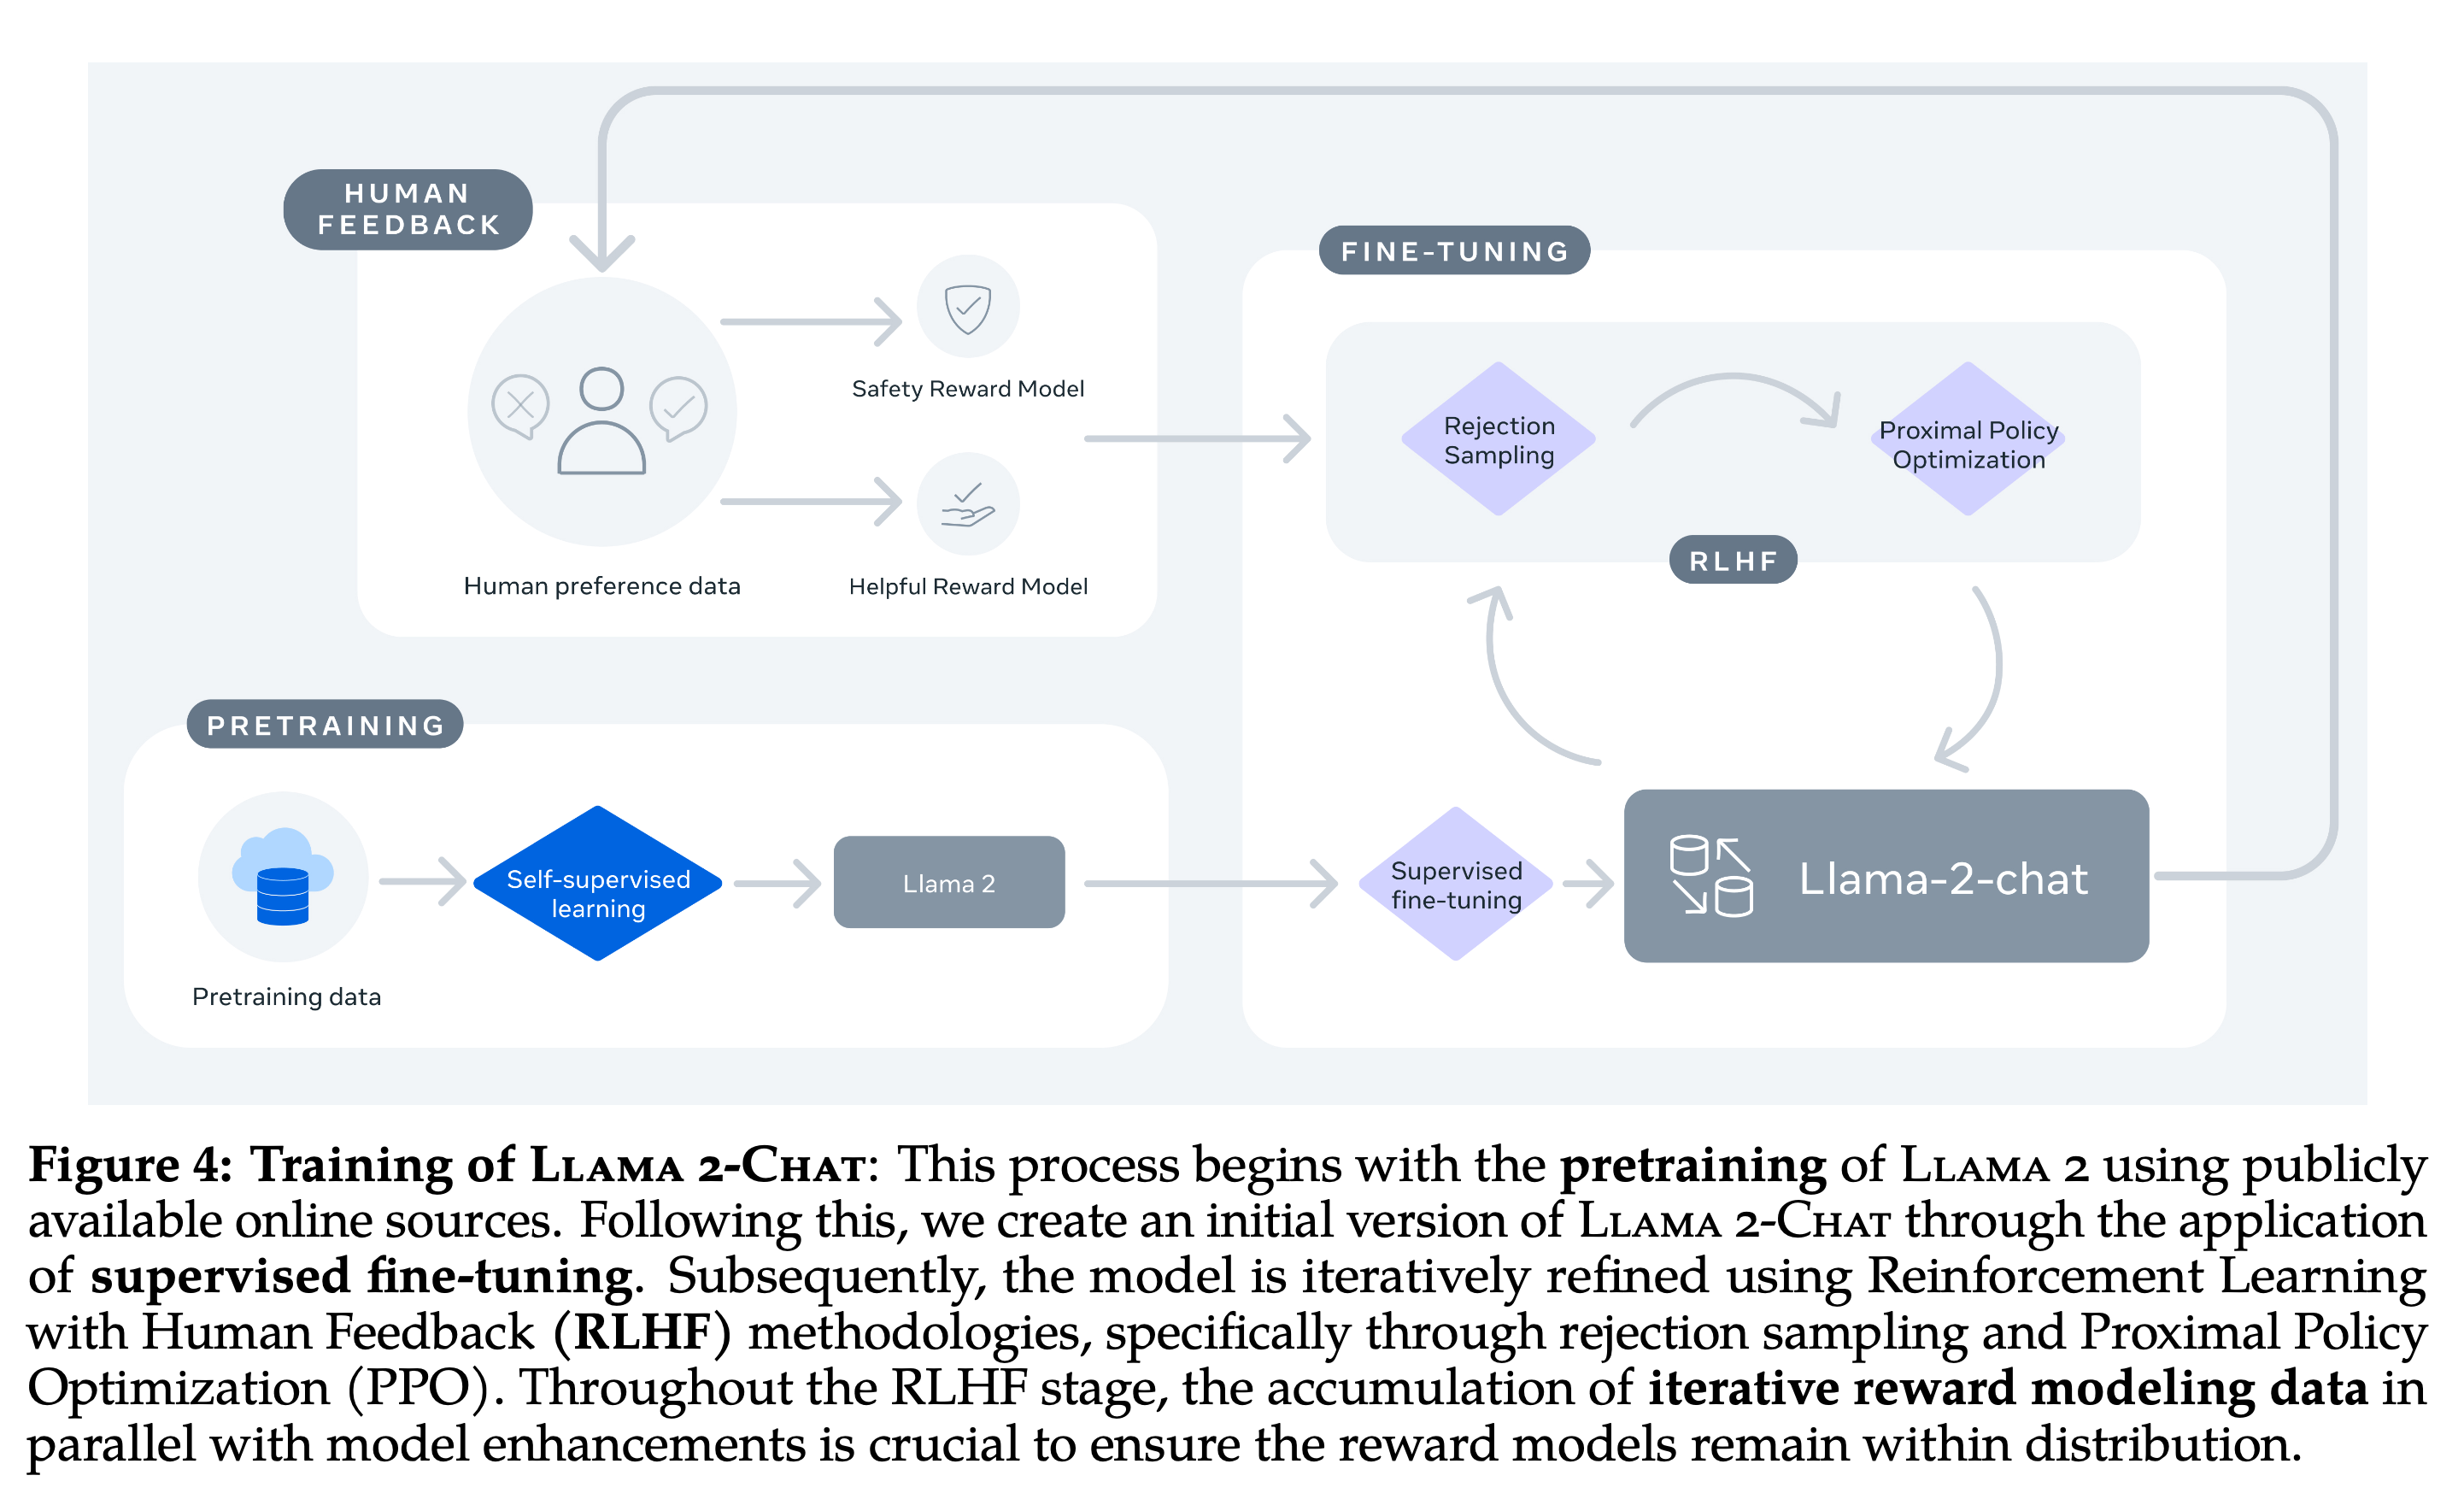 HUMAN
FEEDBACK
FINE-TUNING
Safety Reward Model
Rejection
Sampling
Proximal Policy
Optimization
RLHF
Human preference data
Helpful Reward Model
PRETRAINING
Self-supervised
learning
Llama 2
Supervised
fine-tuning
Llama-2-chat
Pretraining data
Figure 4: Training of Llama 2-Chat: This process begins with the pretraining of Llama 2 using publicly
available online sources. Following this, we create an initial version of Llama 2-Chat through the application
of supervised fine-tuning. Subsequently, the model is iteratively refined using Reinforcement Learning
with Human Feedback (RLHF) methodologies, specifically through rejection sampling and Proximal Policy
Optimization (PPO). Throughout the RLHF stage, the accumulation of iterative reward modeling data in
parallel with model enhancements is crucial to ensure the reward models remain within distribution.